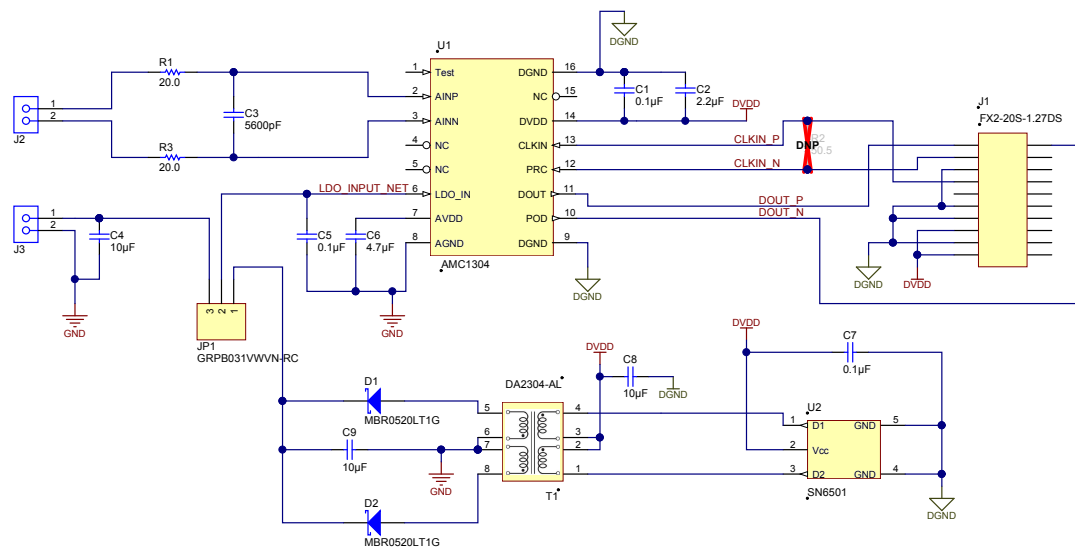 DGND
U1
R1
20.0
C3
5600pF
R3
20.0
J2
1
2
1
Test
2
AINP
3
AINN
4
NC
5
NC
6
LDO_IN
7
AVDD
8
AGND
DGND
16
NC
15
DVDD
14
CLKIN
13
PRC
12
DOUT
11
POD
10
DGND
9
AMC1304
C1
0.1µF
C2
2.2µF
DVDD
CLKIN_P
CLKIN_N
DNP
DOUT_P
DOUT_N
J1
FX2-20S-1.27DS
DGND
DVDD
DGND
LDO_INPUT_NET
J3
1
2
C4
10µF
GND
C5
0.1µF
C6
4.7µF
GND
3
2
1
JP1
GRPB031VWVN-RC
D1
MBR0520LT1G
C9
10µF
GND
D2
MBR0520LT1G
DA2304-AL
5
6
7
8
4
3
2
1
T1
DVDD
C8
10µF
DGND
DVDD
C7
0.1µF
U2
1
D1
2
Vcc
3
D2
GND
5
GND
4
SN6501
DGND